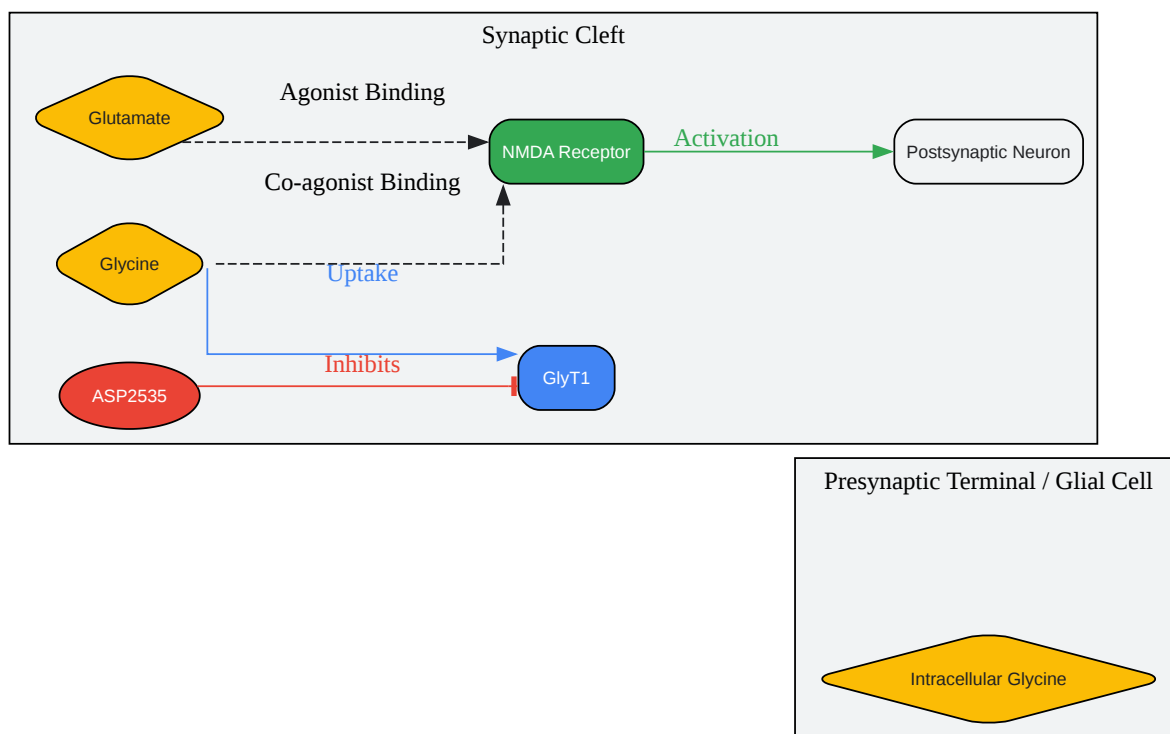 Synaptic Cleft
Agonist Binding
Glutamate
NMDA Receptor
Activation
Postsynaptic Neuron
Co-agonist Binding
Glycine
Uptake
Inhibits
GlyT1
ASP2535
Presynaptic Terminal / Glial Cell
Intracellular Glycine